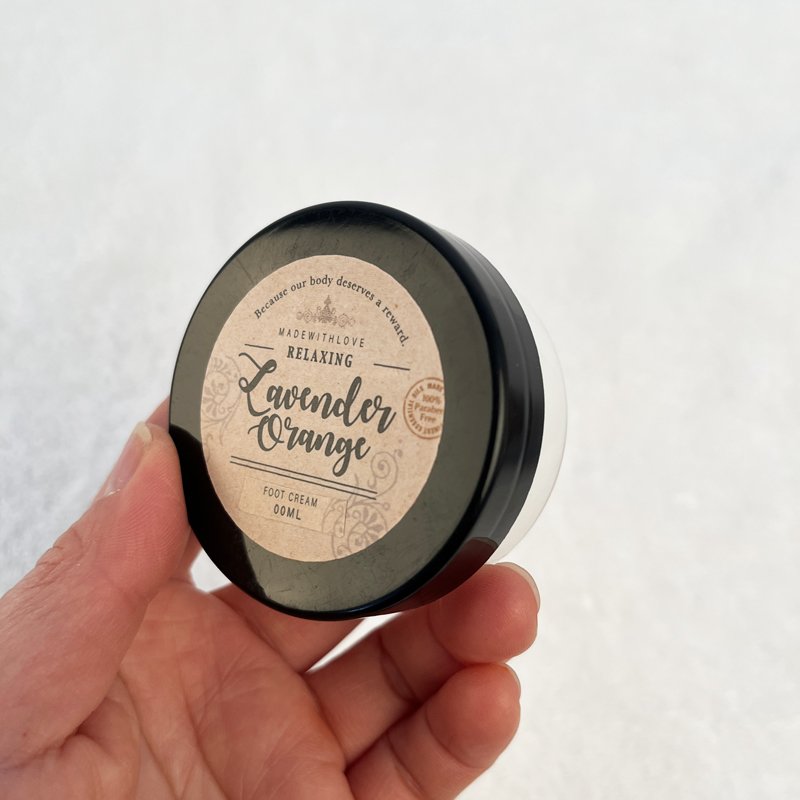 Because our body deserves a reward.
MADEWITHLOVE
RELAXING
Lavender
Orange
100%
Paraben
Free
FOOT CREAM
00ML